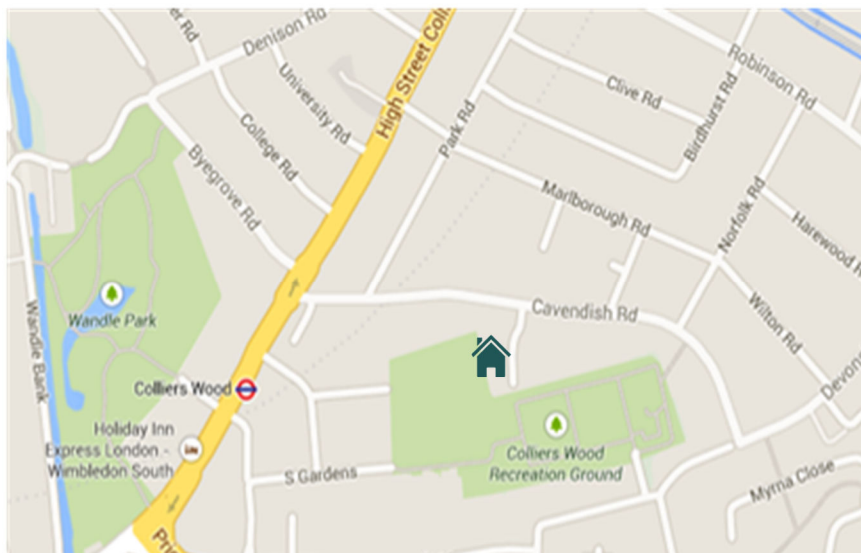 Denison Rd
University Rd
College Rd
Byegrove Rd
High Street
Park Rd
Clive Rd
Robinson Rd
Birdhurst Rd
Marlborough Rd
Norfolk Rd
Harewood
Wilton Rd
Cavendish Rd
Wandle Park
Wandle Bank
Colliers Wood
Holiday Inn
Express London -
Wimbledon South
S Gardens
Colliers Wood
Recreation Ground
Myrna Close